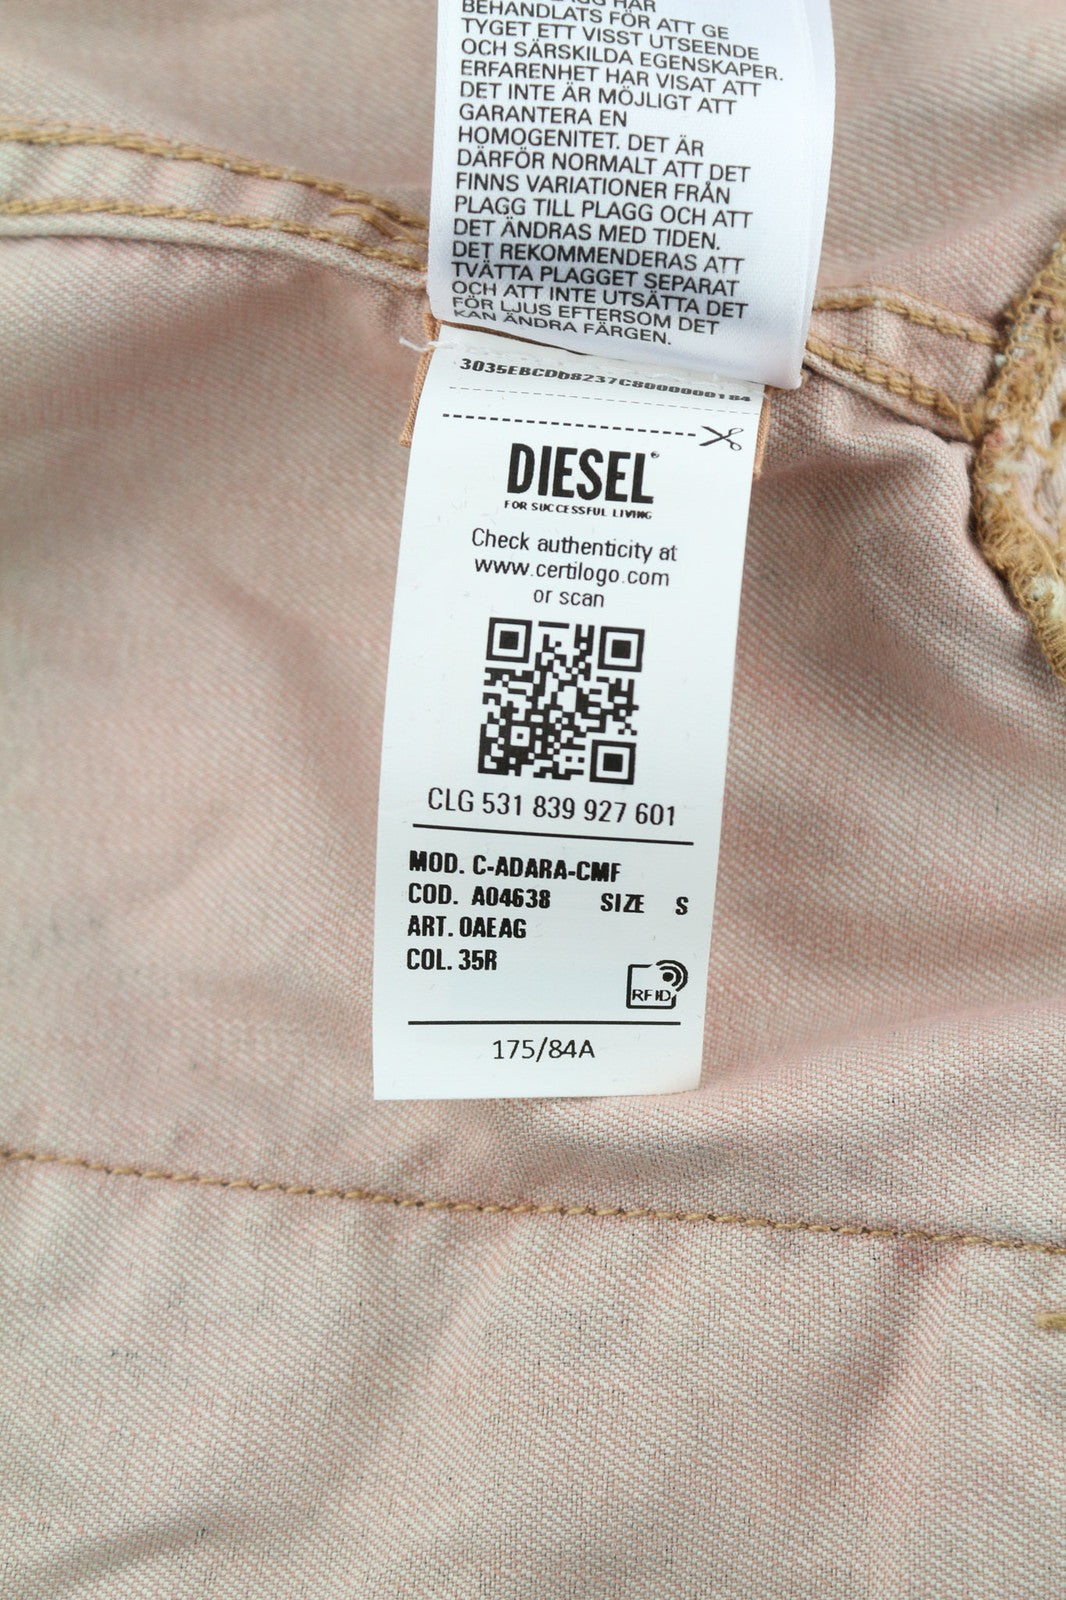 PLAGG HAR
BEHANDLATS FÖR ATT GE
TYGET ETT VISST UTSEENDE
OCH SÄRSKILDA EGENSKAPER.
ERFARENHET HAR VISAT ATT
DET INTE ÄR MÖJLIGT ATT
GARANTERA EN
HOMOGENITET. DET ÄR
DÄRFÖR NORMALT ATT DET
FINNS VARIATIONER FRÅN
PLAGG TILL PLAGG OCH ATT
DET ÄNDRAS MED TIDEN.
DET REKOMMENDERAS ATT
TVÄTTA PLAGGET SEPARAT
OCH ATT INTE UTSÄTTA DET
FÖR LJUS EFTERSOM DET
KAN ÄNDRA FÄRGEN.
3035EBCDD8237C8000000184
DIESEL®
FOR SUCCESSFUL LIVING
Check authenticity at
www.certilogo.com
or scan
CLG 531 839 927 601
MOD. C-ADARA-CMF
COD. A04638 SIZE S
ART. 0AEAG
COL. 35R
RFID
175/84A